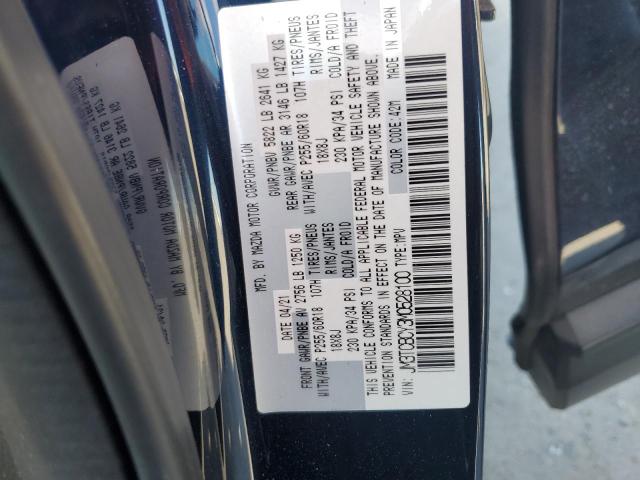 MFD. BY MAZDA MOTOR CORPORATION
DATE 04/21 GVWR/PNBV 5822 LB 2641 KG
FRONT GAWR/PNBE AV 2756 LB 1250 KG REAR GAWR/PNBE AR 3146 LB 1427 KG
WITH/AVEC P255/60R18 107H TIRES/PNEUS WITH/AVEC P255/60R18 107H TIRES/PNEUS
18X8J RIMS/JANTES 18X8J RIMS/JANTES
230 KPA/34 PSI COLD/A FROID 230 KPA/34 PSI COLD/A FROID
THIS VEHICLE CONFORMS TO ALL APPLICABLE FEDERAL MOTOR VEHICLE SAFETY AND THEFT
PREVENTION STANDARDS IN EFFECT ON THE DATE OF MANUFACTURE SHOWN ABOVE.
VIN: JM3TCBCY3M0528100 TYPE: MPV COLOR CODE: 42M MADE IN JAPAN